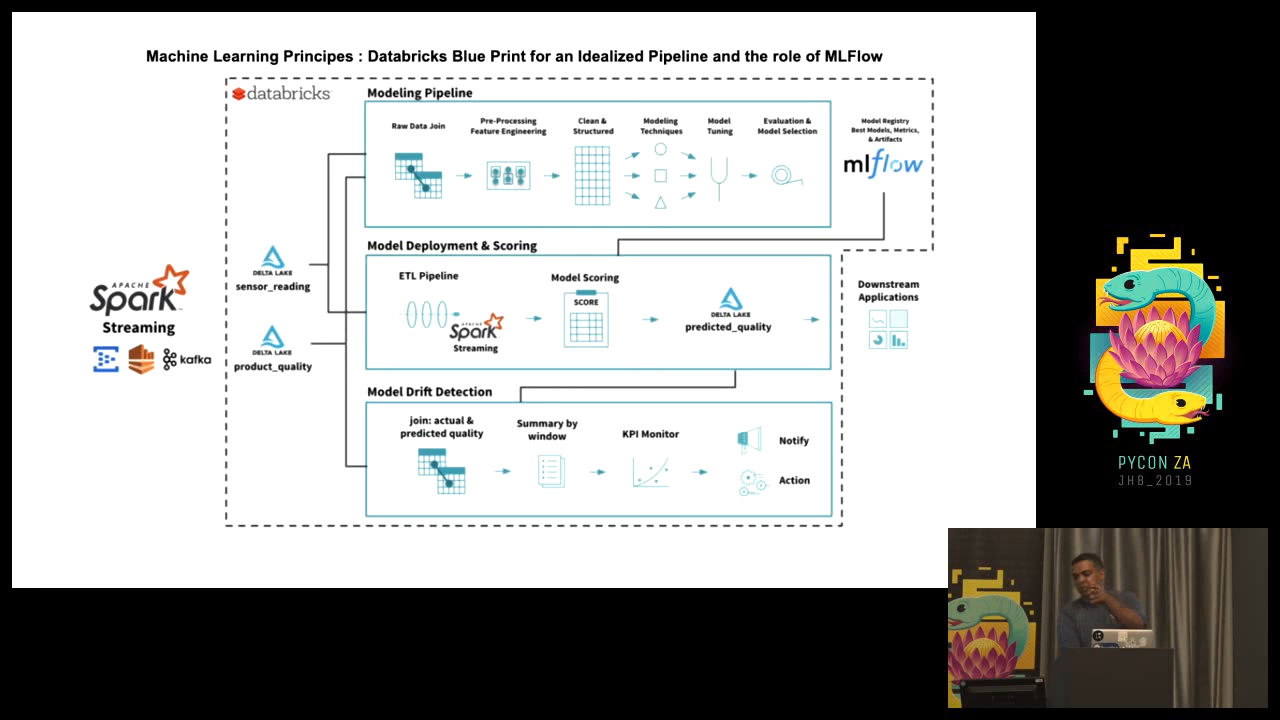 Machine Learning Principes : Databricks Blue Print for an Idealized Pipeline and the role of MLFlow
databricks
Modeling Pipeline
Raw Data Join
Pre-Processing
Feature Engineering
Clean &
Structured
Modeling
Techniques
Model
Tuning
Evaluation &
Model Selection
Model Registry
Best Models, Metrics,
& Artifacts
mlflow
Model Deployment & Scoring
ETL Pipeline
APACHE
Spark
Streaming
Model Scoring
SCORE
DELTA LAKE
predicted_quality
Downstream
Applications
DELTA LAKE
sensor_reading
DELTA LAKE
product_quality
APACHE
Spark
Streaming
kafka
Model Drift Detection
join: actual &
predicted quality
Summary by
window
KPI Monitor
Notify
Action
PYCON ZA
JHB_2019